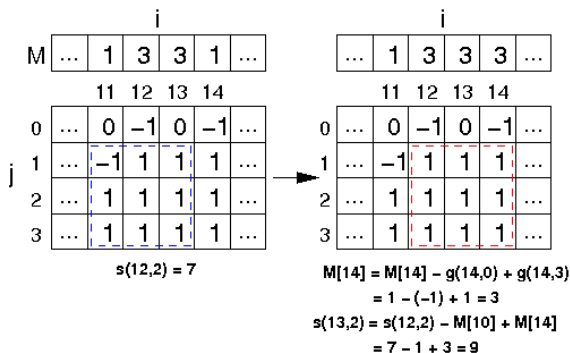 i i
M ... 1 3 3 1 ... ... 1 3 3 3 ...
11 12 13 14 11 12 13 14
0 ... 0 −1 0 −1 ... 0 ... 0 −1 0 −1 ...
j 1 ... −1 1 1 1 ... 1 ... −1 1 1 1 ...
2 ... 1 1 1 1 ... 2 ... 1 1 1 1 ...
3 ... 1 1 1 1 ... 3 ... 1 1 1 1 ...
s(12,2) = 7
M[14] = M[14] − g(14,0) + g(14,3)
= 1 − (−1) + 1 = 3
s(13,2) = s(12,2) − M[10] + M[14]
= 7 − 1 + 3 = 9